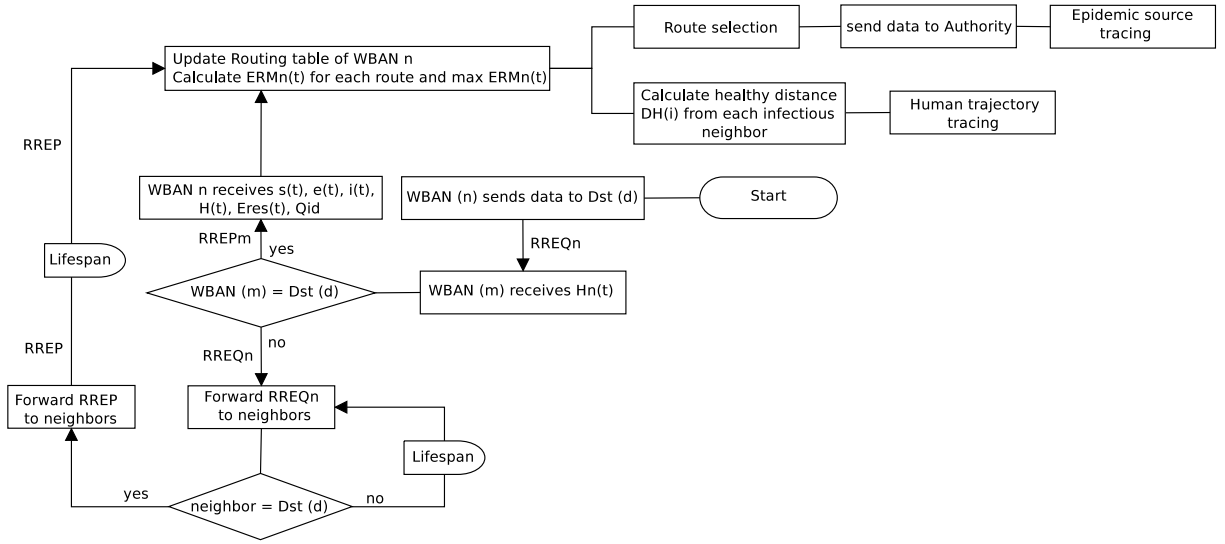 Route selection
send data to Authority
Epidemic source
tracing
Update Routing table of WBAN n
Calculate ERMn(t) for each route and max ERMn(t)
Calculate healthy distance
DH(i) from each infectious
neighbor
Human trajectory
tracing
RREP
WBAN n receives s(t), e(t), i(t),
H(t), Eres(t), Qid
WBAN (n) sends data to Dst (d)
Start
RREPm
yes
RREQn
Lifespan
WBAN (m) = Dst (d)
WBAN (m) receives Hn(t)
RREP
no
RREQn
Forward RREP
to neighbors
Forward RREQn
to neighbors
Lifespan
yes
neighbor = Dst (d)
no